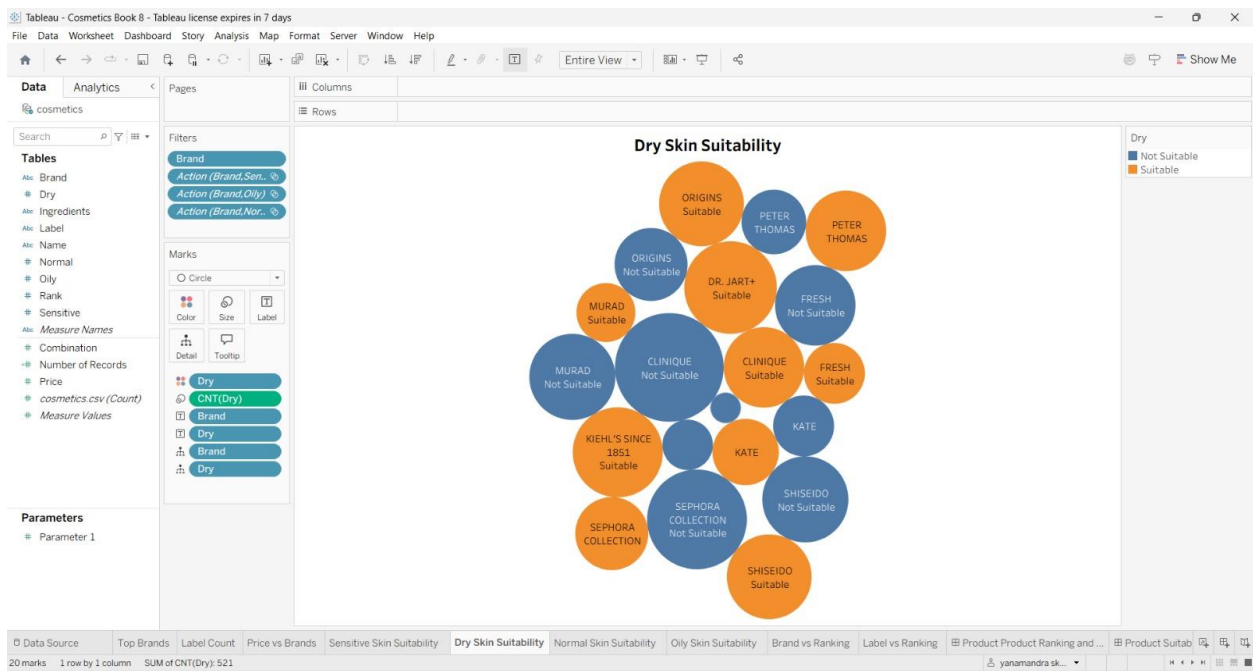 Tableau - Cosmetics Book 8 - Tableau license expires in 7 days
File Data Worksheet Dashboard Story Analysis Map Format Server Window Help
Entire View
Show Me
Data Analytics
cosmetics
Search
Tables
Abc Brand
# Dry
Abc Ingredients
Abc Label
Abc Name
# Normal
# Oily
# Rank
# Sensitive
Abc Measure Names
# Combination
=# Number of Records
# Price
# cosmetics.csv (Count)
# Measure Values
Parameters
# Parameter 1
Pages
Filters
Brand
Action (Brand,Sen..
Action (Brand,Oily)
Action (Brand,Nor..
Marks
Circle
Color Size Label
Detail Tooltip
Dry
CNT(Dry)
Brand
Dry
Brand
Dry
Columns
Rows
Dry Skin Suitability
ORIGINS
Suitable
PETER
THOMAS
PETER
THOMAS
ORIGINS
Not Suitable
DR. JART+
Suitable
FRESH
Not Suitable
MURAD
Suitable
CLINIQUE
Not Suitable
CLINIQUE
Suitable
FRESH
Suitable
MURAD
Not Suitable
KATE
KIEHL'S SINCE
1851
Suitable
KATE
SHISEIDO
Not Suitable
SEPHORA
COLLECTION
Not Suitable
SEPHORA
COLLECTION
SHISEIDO
Suitable
Dry
Not Suitable
Suitable
Data Source Top Brands Label Count Price vs Brands Sensitive Skin Suitability Dry Skin Suitability Normal Skin Suitability Oily Skin Suitability Brand vs Ranking Label vs Ranking Product Product Ranking and ... Product Suitab
20 marks 1 row by 1 column SUM of CNT(Dry): 521
yanamandra sk...